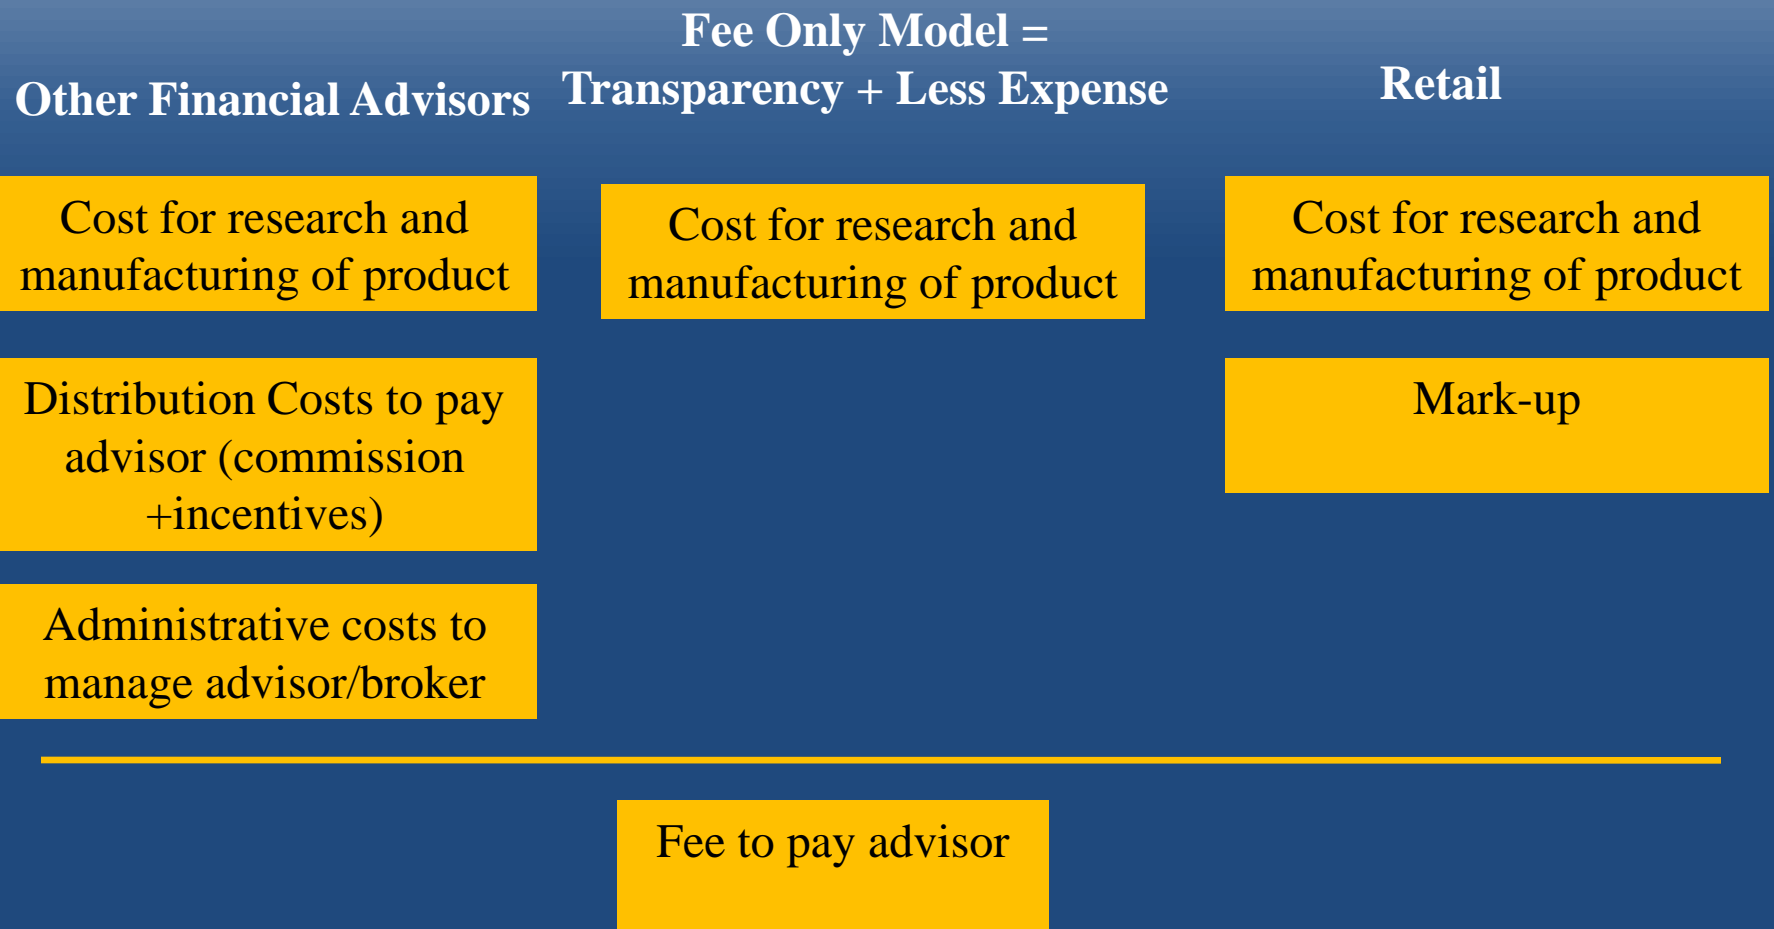 Other Financial Advisors
Fee Only Model =
Transparency + Less Expense
Retail
Cost for research and
manufacturing of product
Cost for research and
manufacturing of product
Cost for research and
manufacturing of product
Distribution Costs to pay
advisor (commission
+incentives)
Mark-up
Administrative costs to
manage advisor/broker
Fee to pay advisor